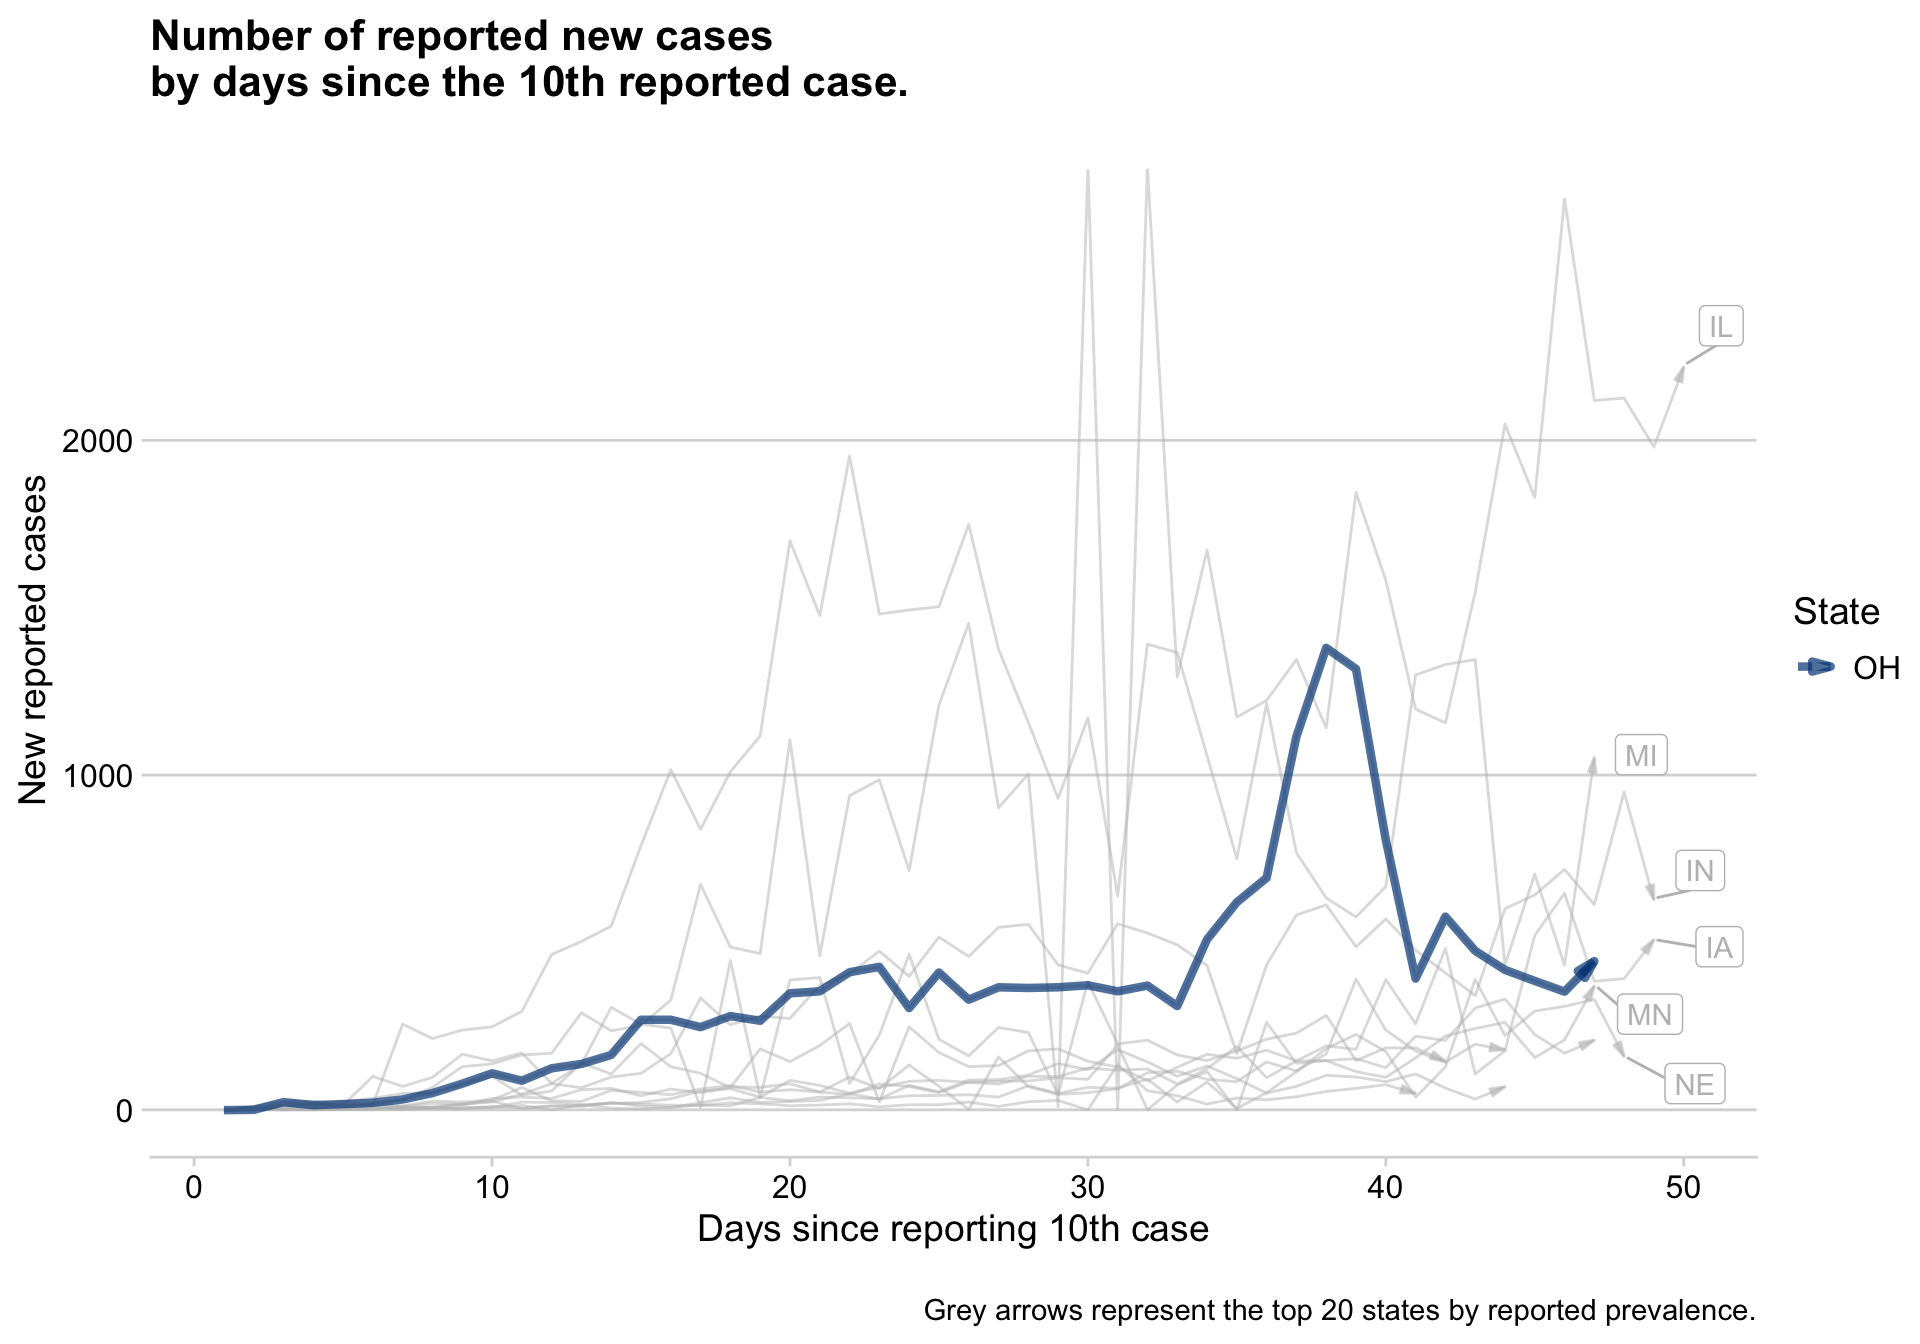 Number of reported new cases
by days since the 10th reported case.
New reported cases
2000
1000
0
IL
MI
IN
IA
MN
NE
State
OH
0 10 20 30 40 50
Days since reporting 10th case
Grey arrows represent the top 20 states by reported prevalence.